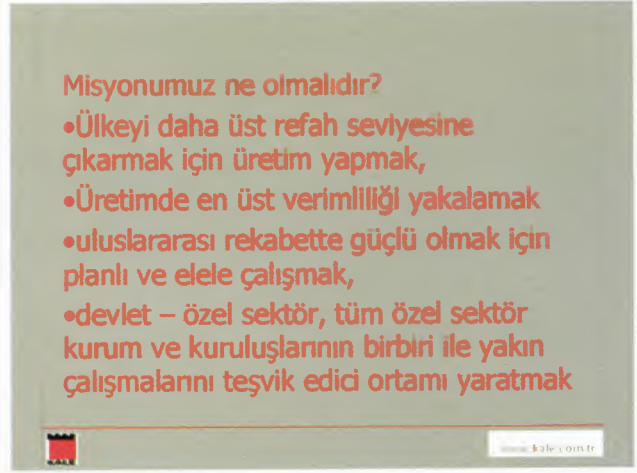 Misyonumuz ne olmalıdır?
•Ülkeyi daha üst refah seviyesine
çıkarmak için üretim yapmak,
•Üretimde en üst verimliliği yakalamak
•uluslararası rekabette güçlü olmak için
planlı ve elele çalışmak,
•devlet – özel sektör, tüm özel sektör
kurum ve kuruluşlarının birbiri ile yakın
çalışmalarını teşvik edici ortamı yaratmak
KALE
kale.com.tr